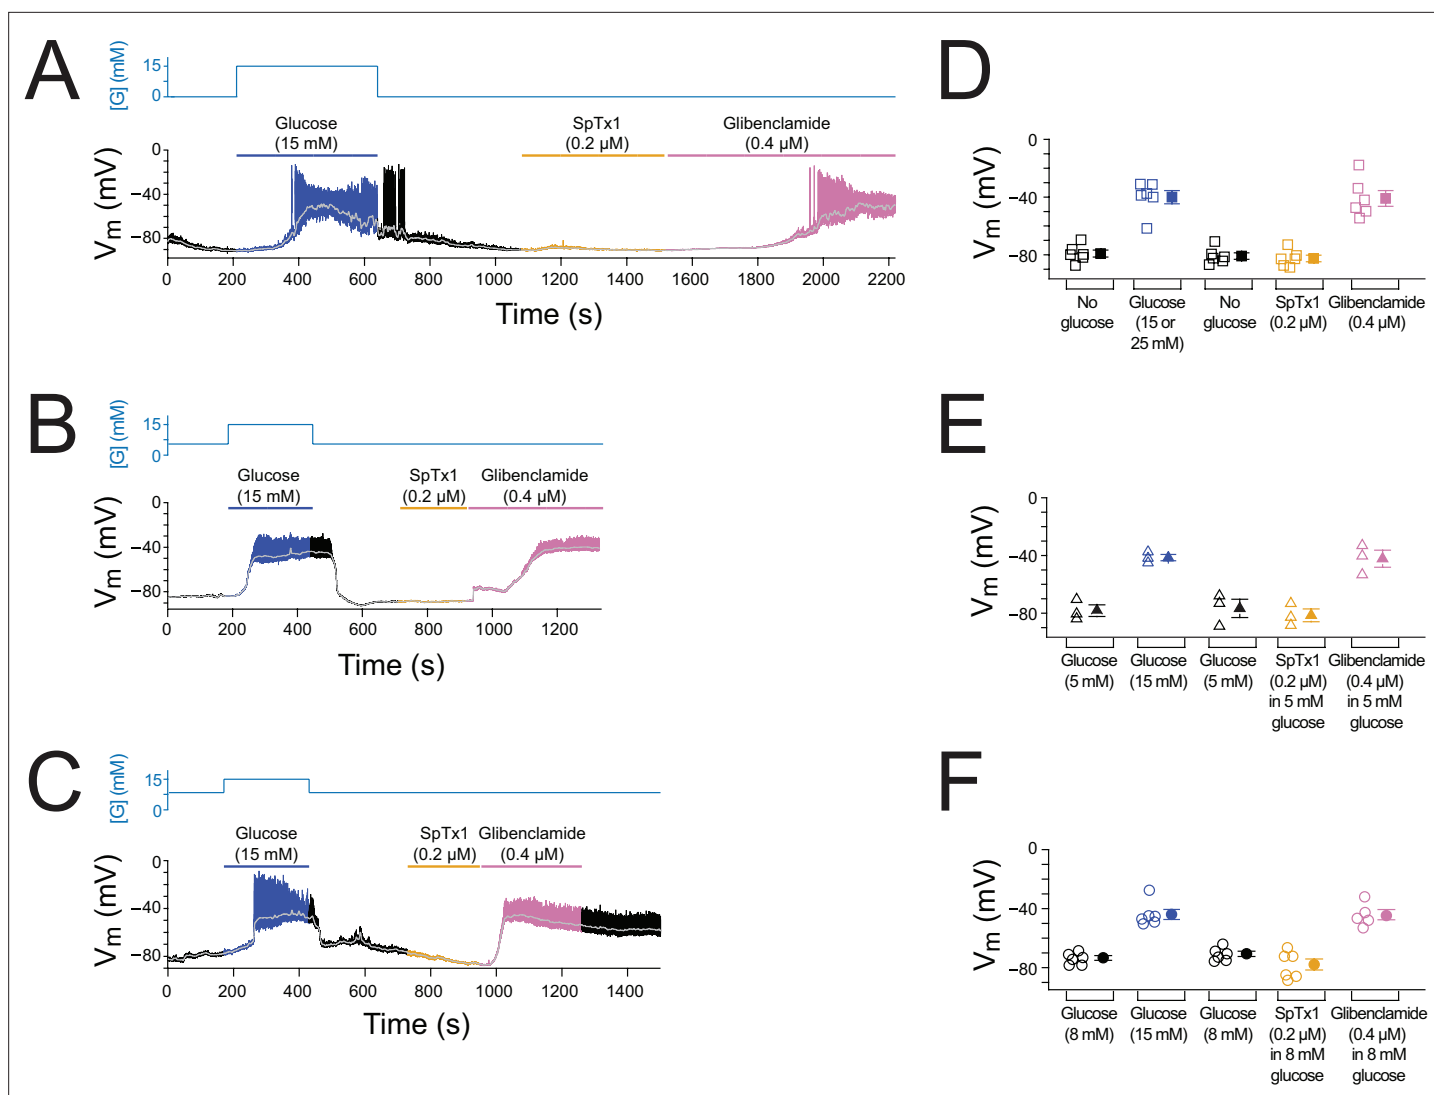 A
[G] (mM)
15
0
Glucose
(15 mM)
SpTx1
(0.2 µM)
Glibenclamide
(0.4 µM)
Vm (mV)
0
−40
−80
0 200 400 600 800 1000 1200 1400 1600 1800 2000 2200
Time (s)
B
[G] (mM)
15
0
Glucose
(15 mM)
SpTx1
(0.2 µM)
Glibenclamide
(0.4 µM)
Vm (mV)
0
−40
−80
0 200 400 600 800 1000 1200
Time (s)
C
[G] (mM)
15
0
Glucose
(15 mM)
SpTx1
(0.2 µM)
Glibenclamide
(0.4 µM)
Vm (mV)
0
−40
−80
0 200 400 600 800 1000 1200 1400
Time (s)
D
Vm (mV)
0
−40
−80
No
glucose
Glucose
(15 or
25 mM)
No
glucose
SpTx1
(0.2 µM)
Glibenclamide
(0.4 µM)
E
Vm (mV)
0
−40
−80
Glucose
(5 mM)
Glucose
(15 mM)
Glucose
(5 mM)
SpTx1
(0.2 µM)
in 5 mM
glucose
Glibenclamide
(0.4 µM)
in 5 mM
glucose
F
Vm (mV)
0
−40
−80
Glucose
(8 mM)
Glucose
(15 mM)
Glucose
(8 mM)
SpTx1
(0.2 µM)
in 8 mM
glucose
Glibenclamide
(0.4 µM)
in 8 mM
glucose